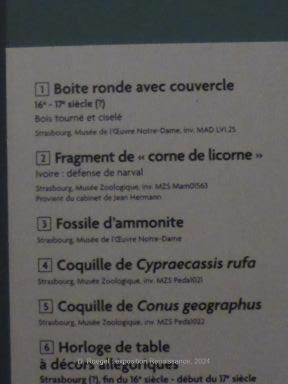 1 Boite ronde avec couvercle
16e - 17e siècle (?)
Bois tourné et ciselé
Strasbourg, Musée de l'Œuvre Notre-Dame, inv. MAD LVI.25
2 Fragment de « corne de licorne »
Ivoire : défense de narval
Strasbourg, Musée Zoologique, inv. MZS Mam01563
Provient du cabinet de Jean Hermann
3 Fossile d'ammonite
Strasbourg, Musée de l'Œuvre Notre-Dame
4 Coquille de Cypraecassis rufa
Strasbourg, Musée Zoologique, inv. MZS Peda1021
5 Coquille de Conus geographus
Strasbourg, Musée Zoologique, inv. MZS Peda1022
6 Horloge de table
à décors allégoriques
D. Roegel, exposition Renaissance, 2024
Strasbourg (?), fin du 16e siècle - début du 17e siècle